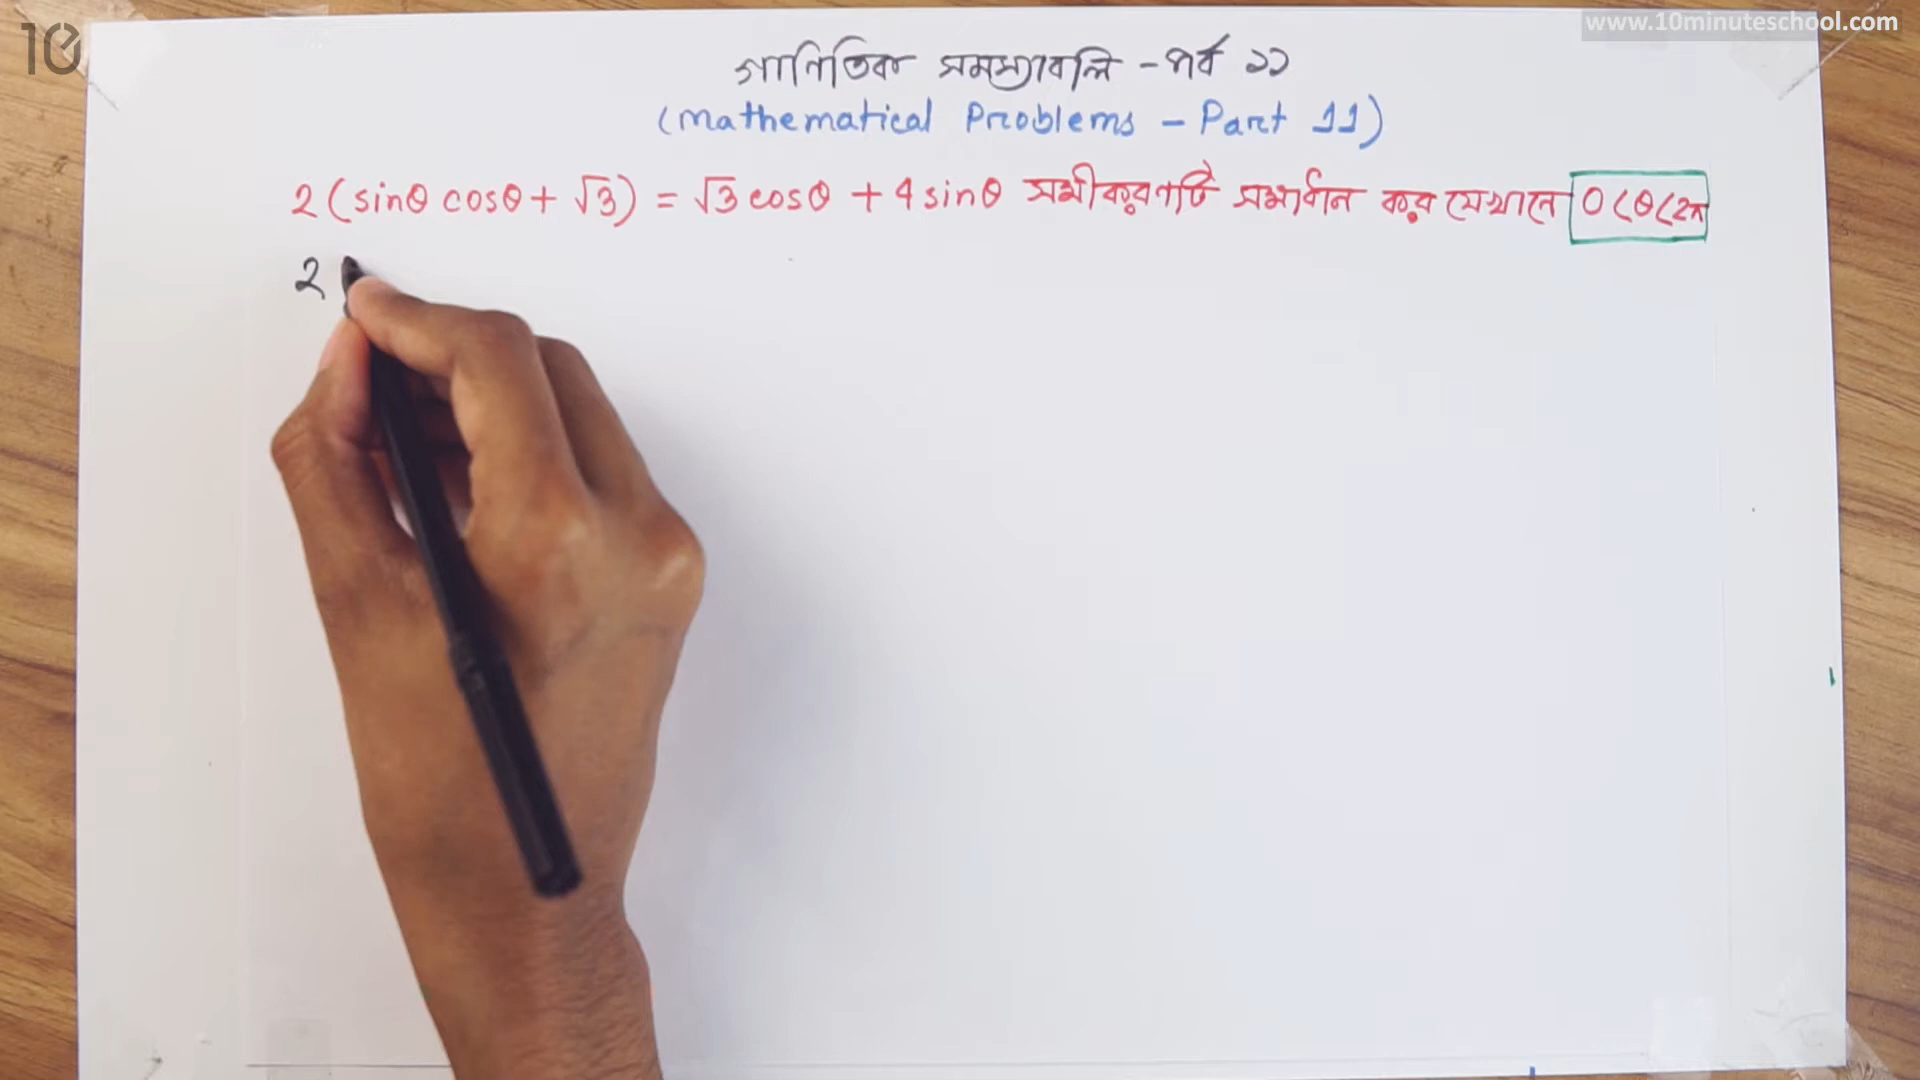 10
www.10minuteschool.com
গাণিতিক সমস্যাবলি - পর্ব ১১
(Mathematical Problems - Part 11)
2 (sinθ cosθ + √3) = √3 cosθ + 4 sinθ সমীকরণটি সমাধান কর যেখানে 0<θ<2π
2